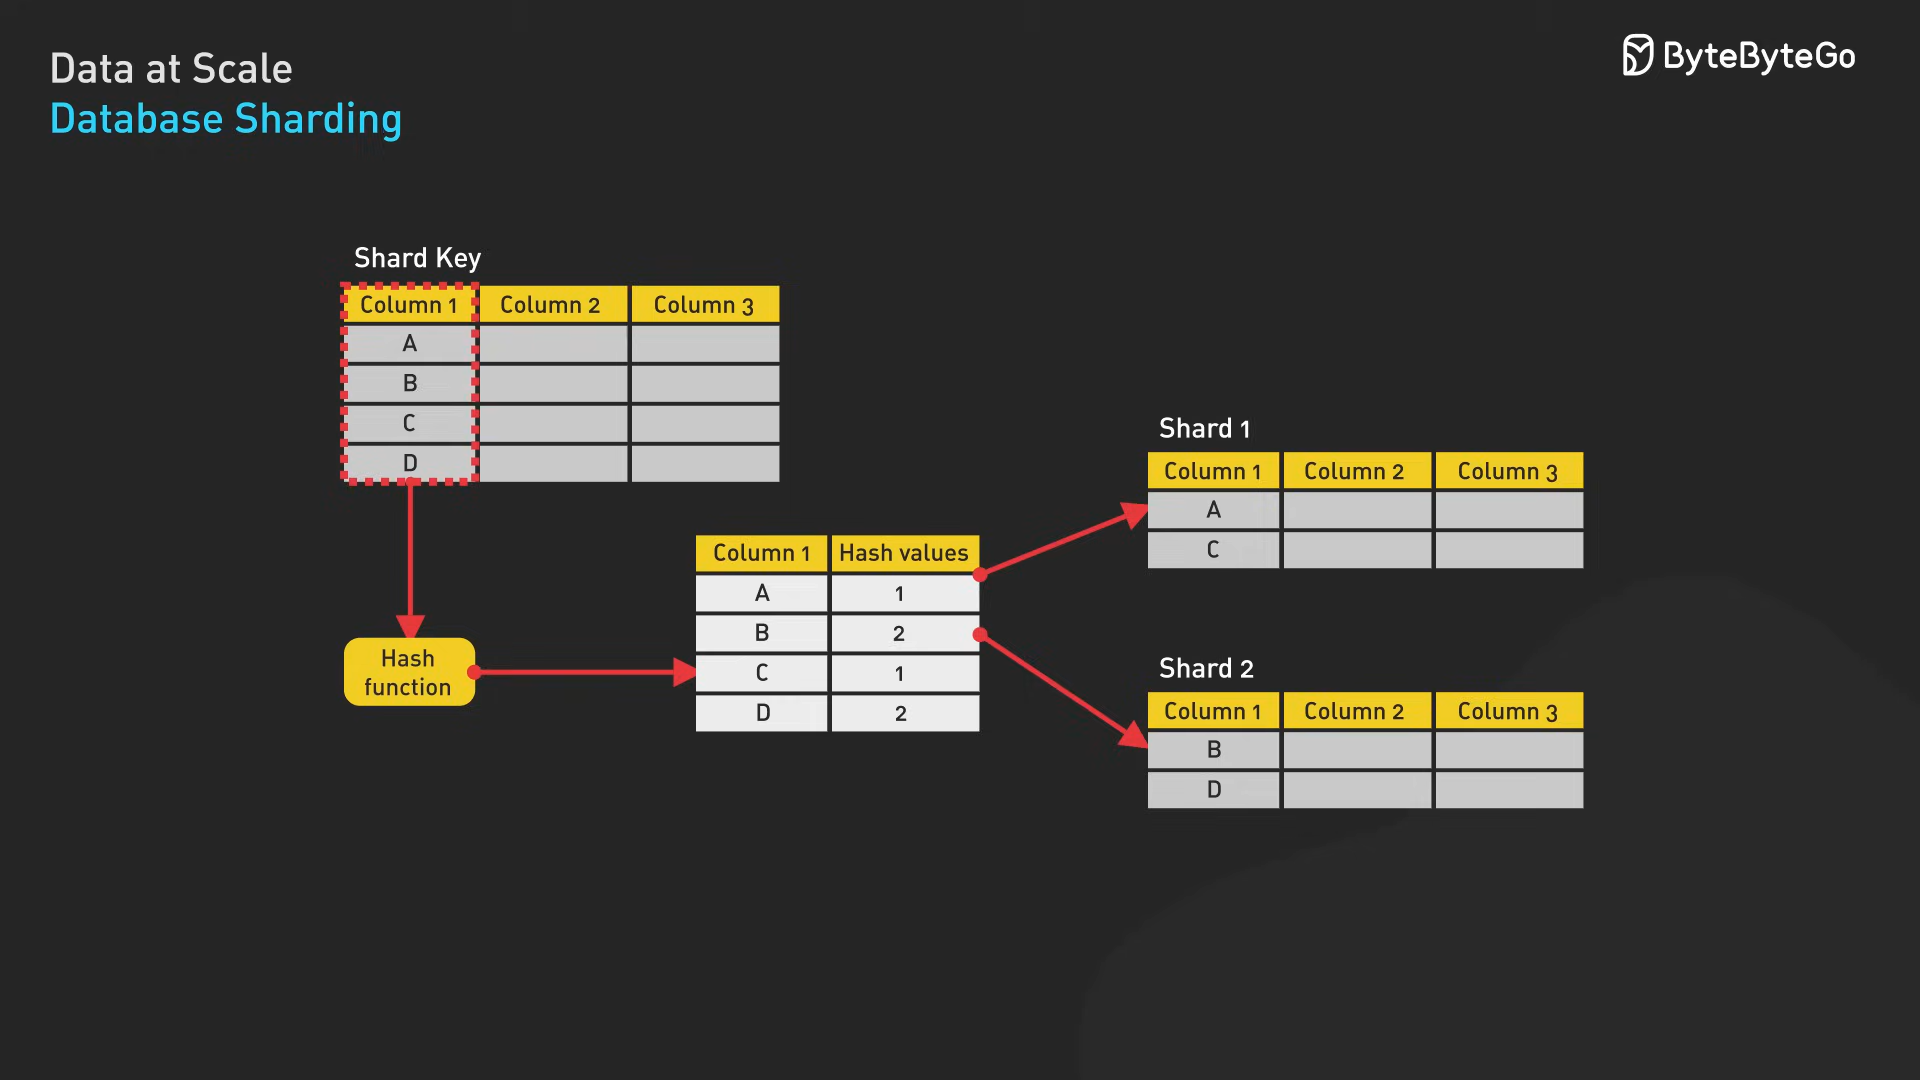 Data at Scale
Database Sharding
ByteByteGo
Shard Key
Column 1 Column 2 Column 3
A
B
C
D
Hash
function
Column 1 Hash values
A 1
B 2
C 1
D 2
Shard 1
Column 1 Column 2 Column 3
A
C
Shard 2
Column 1 Column 2 Column 3
B
D